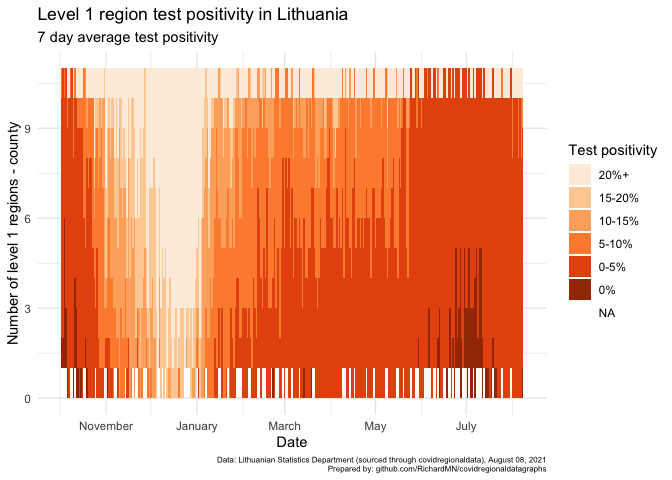 Level 1 region test positivity in Lithuania
7 day average test positivity
Number of level 1 regions - county
9
6
3
0
November
January
March
May
July
Date
Test positivity
20%+
15-20%
10-15%
5-10%
0-5%
0%
NA
Data: Lithuanian Statistics Department (sourced through covidregionaldata), August 08, 2021
Prepared by: github.com/RichardMN/covidregionaldatagraphs